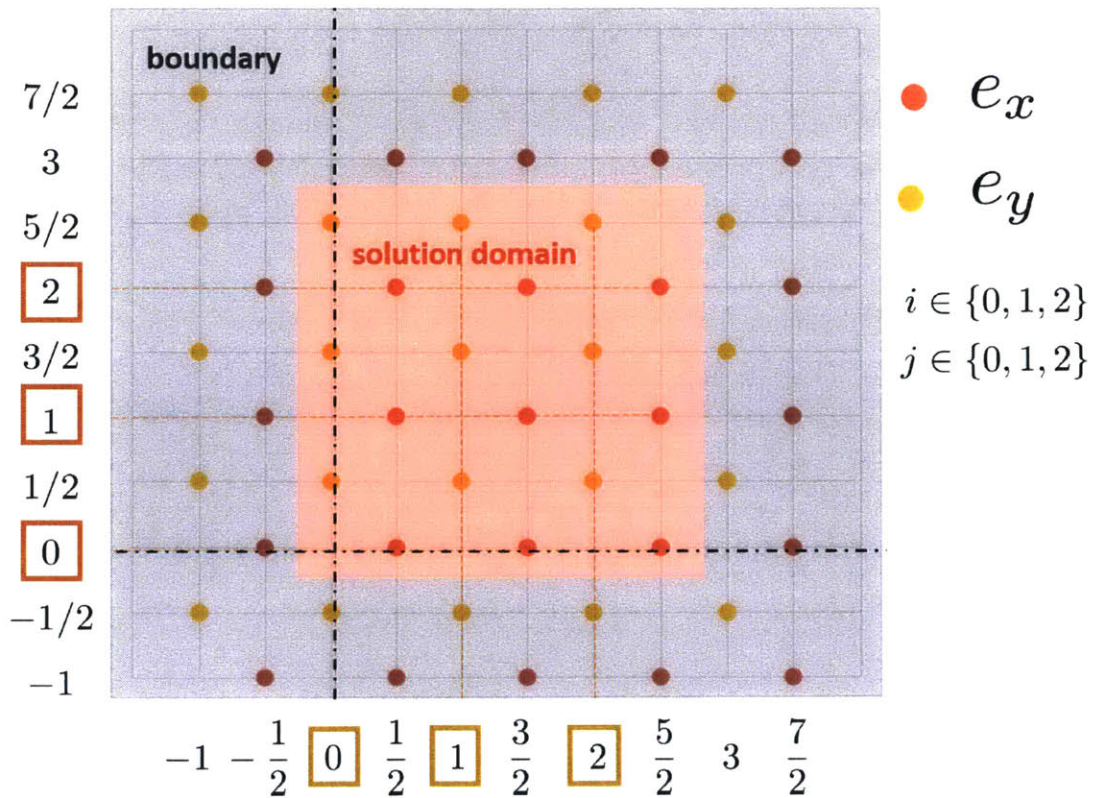 boundary
7/2
3
5/2
2
3/2
1
1/2
0
−1/2
−1
solution domain
e_x
e_y
i ∈ {0, 1, 2}
j ∈ {0, 1, 2}
−1 −1/2 0 1/2 1 3/2 2 5/2 3 7/2